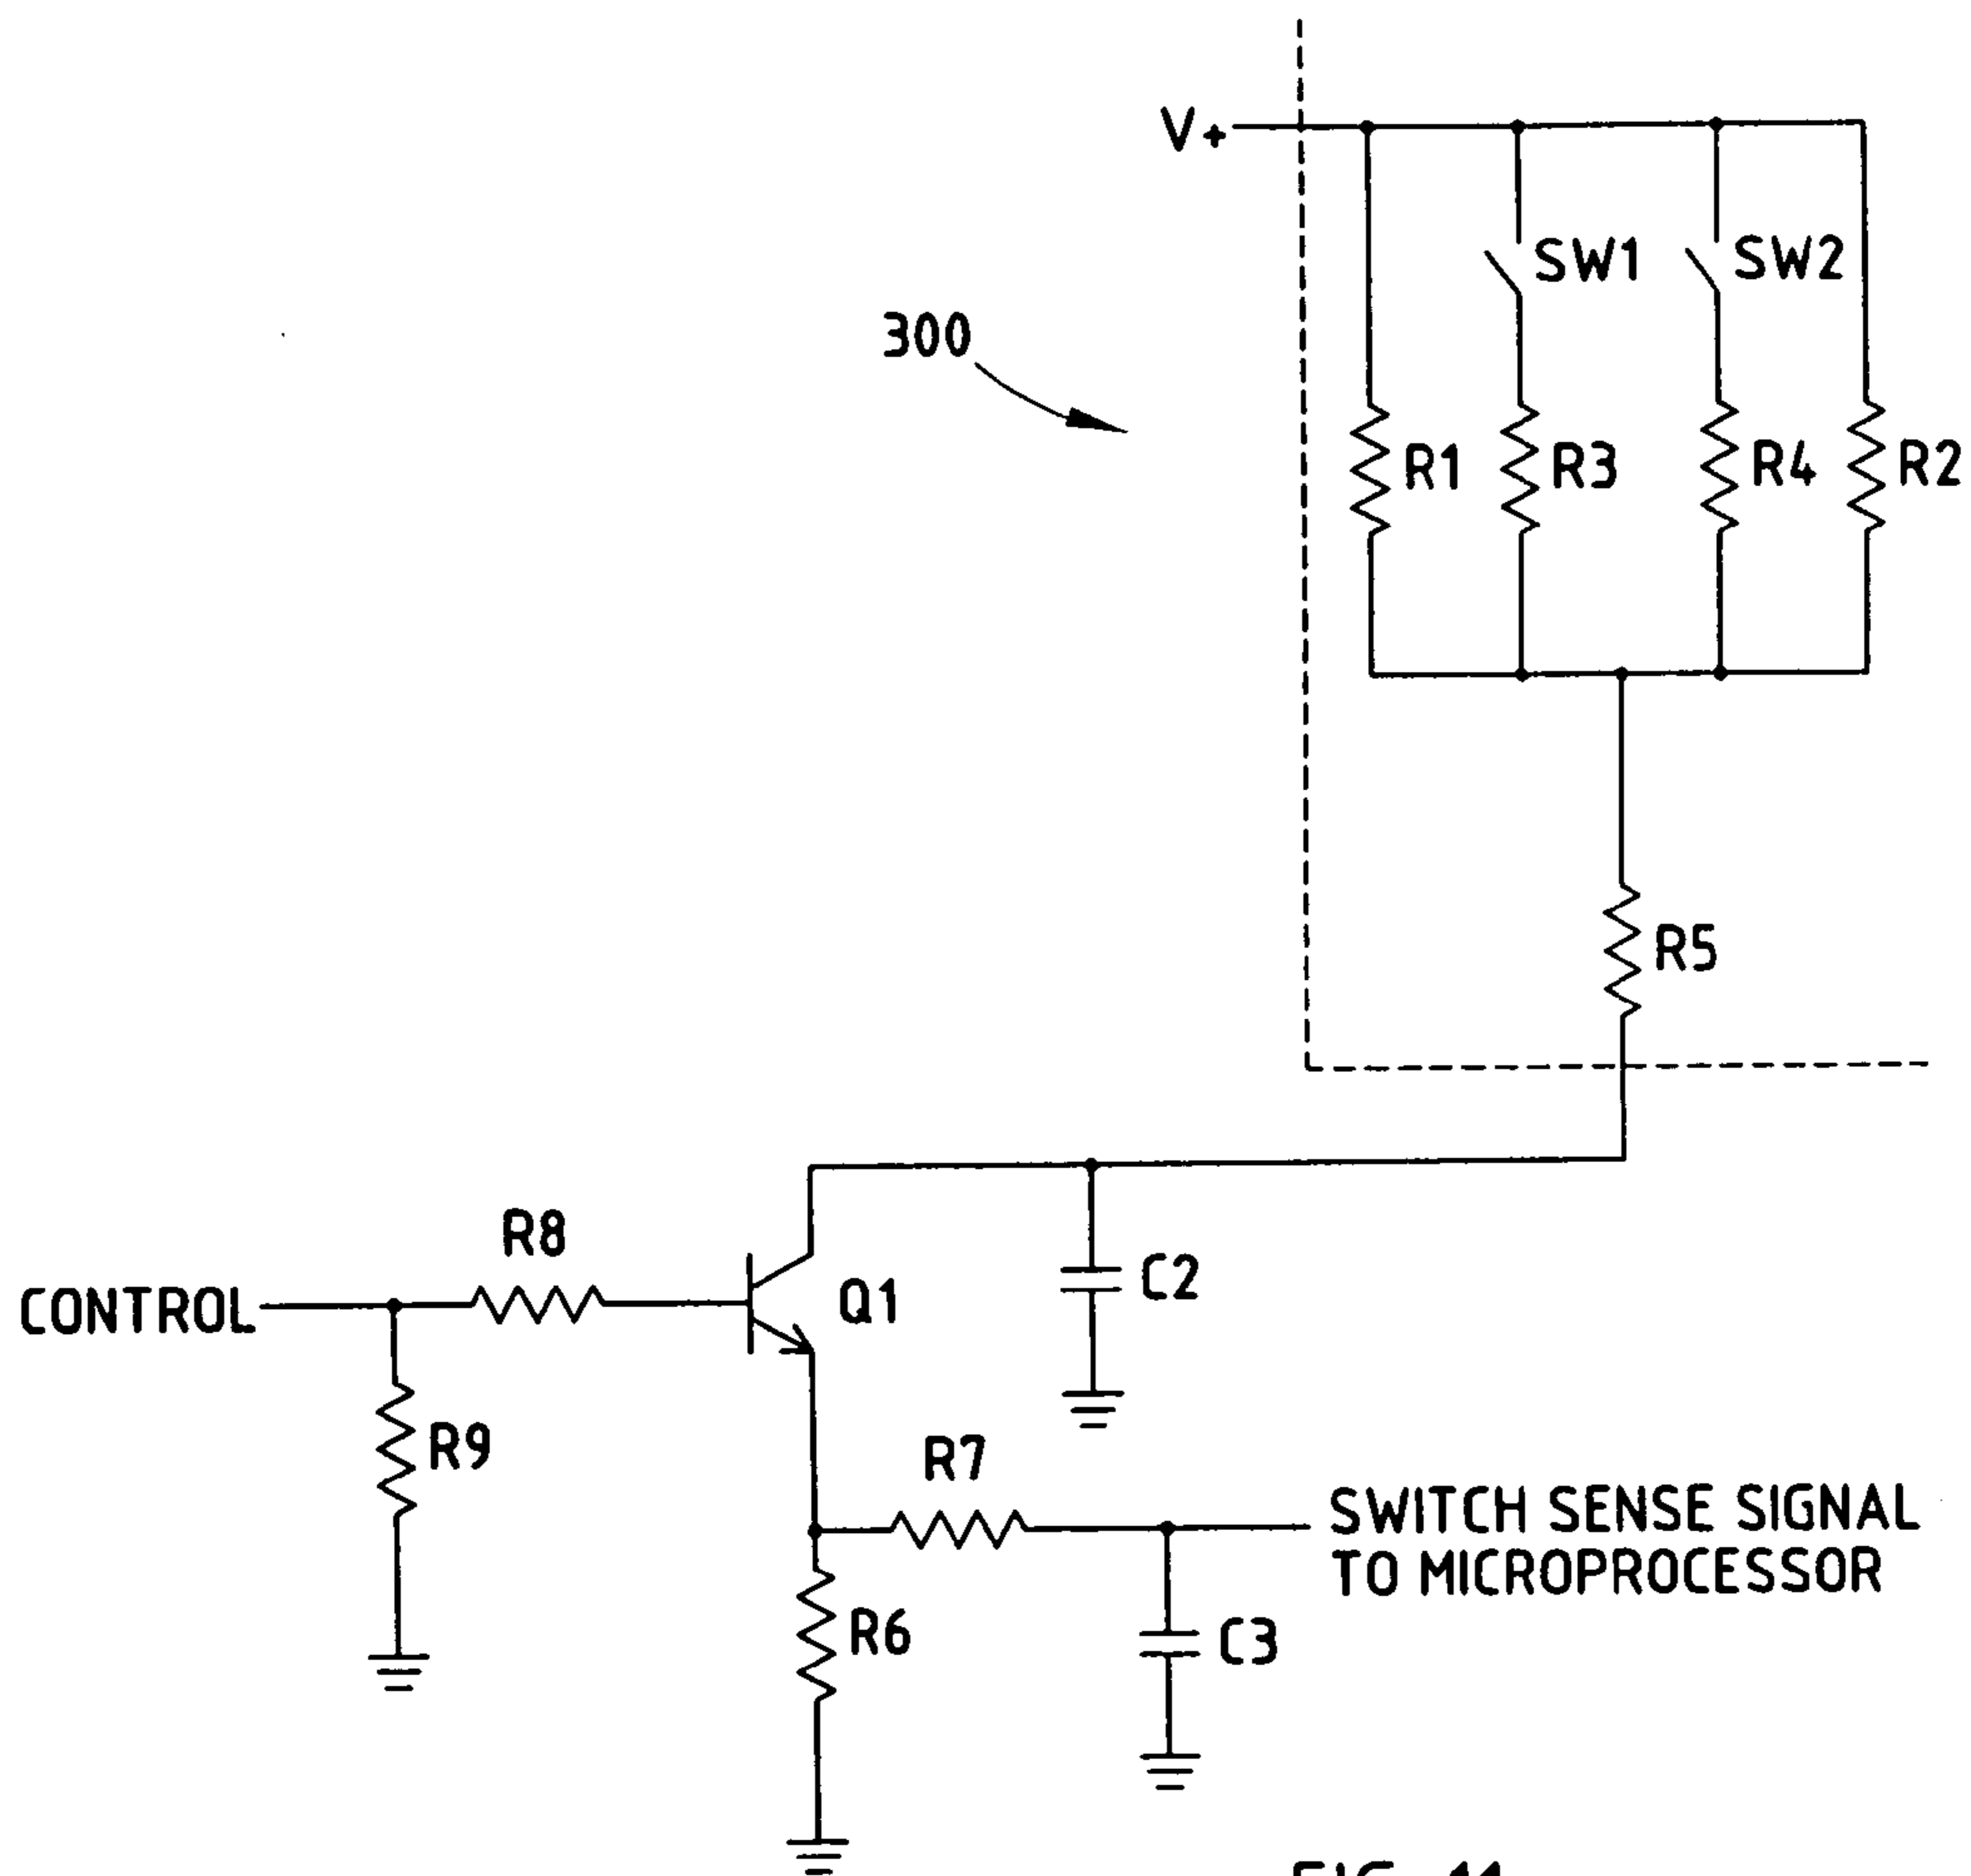 V+
SW1
SW2
300
R1
R3
R4
R2
R5
R8
Q1
C2
CONTROL
R9
R7
SWITCH SENSE SIGNAL
TO MICROPROCESSOR
R6
C3